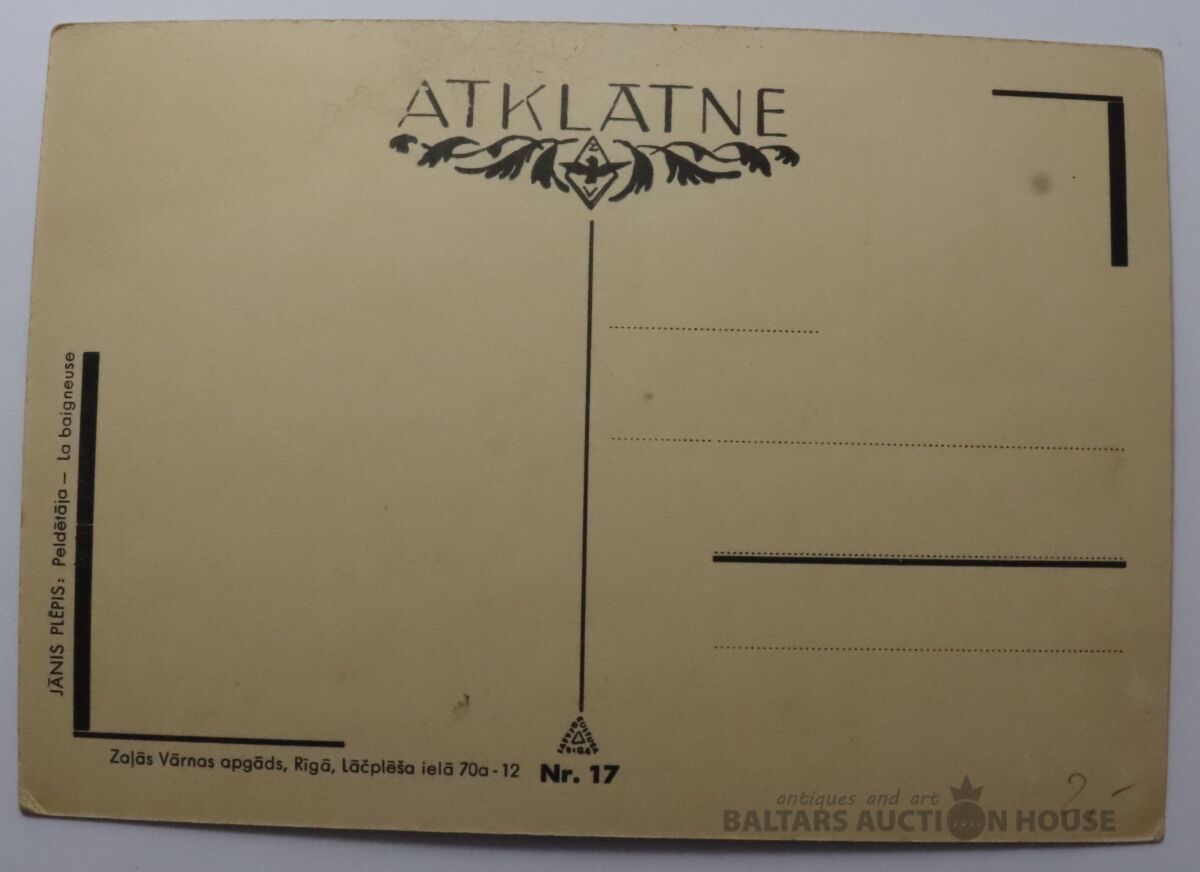 ATKLĀTNE
Z
V
JĀNIS PLĒPIS: Peldētāja — La baigneuse
Zaļās Vārnas apgāds, Rīgā, Lāčplēša ielā 70a - 12
Nr. 17
2.-
antiques and art
BALTARS AUCTION HOUSE